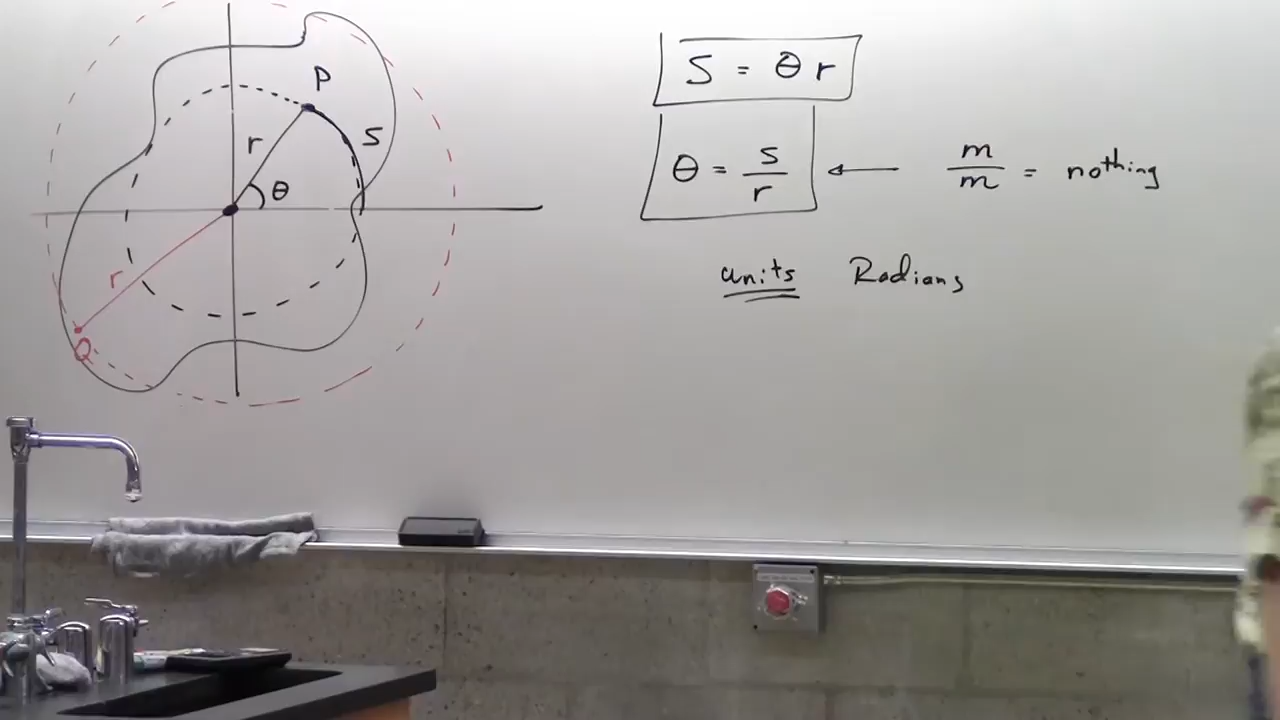 P
r
S
θ
r
Q
S = θ r
θ = s/r ← m/m = nothing
units Radians